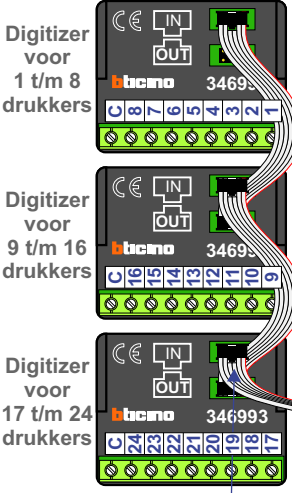 Digitizer
voor
1 t/m 8
drukkers
CE IN
OUT
bticino 34699
C 8 7 6 5 4 3 2 1
Digitizer
voor
9 t/m 16
drukkers
CE IN
OUT
bticino 34699
C 16 15 14 13 12 11 10 9
Digitizer
voor
17 t/m 24
drukkers
CE IN
OUT
bticino 346993
C 24 23 22 21 20 19 18 17